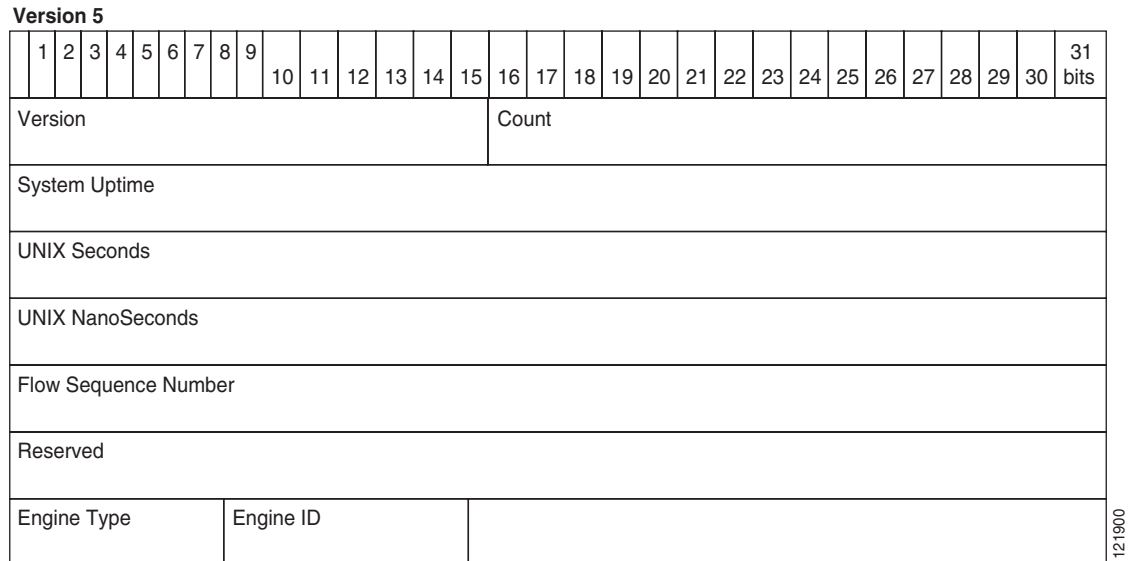 Version 5
1 2 3 4 5 6 7 8 9 10 11 12 13 14 15 16 17 18 19 20 21 22 23 24 25 26 27 28 29 30 31 bits
Version Count
System Uptime
UNIX Seconds
UNIX NanoSeconds
Flow Sequence Number
Reserved
Engine Type Engine ID
121900